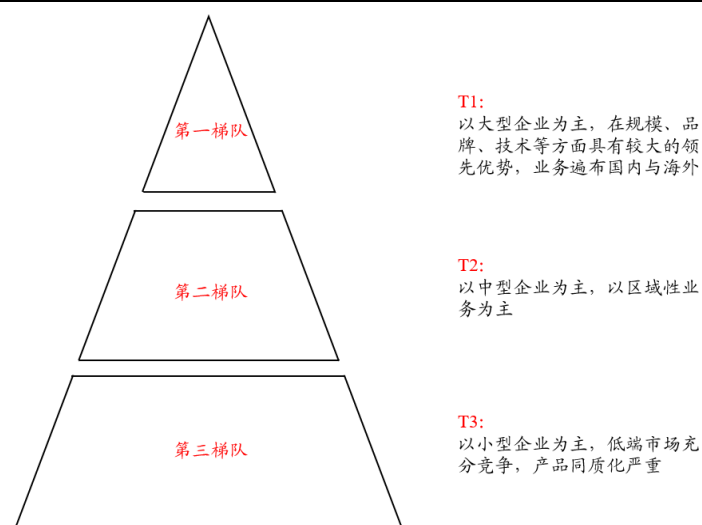 第一梯队
T1:
以大型企业为主，在规模、品
牌、技术等方面具有较大的领
先优势，业务遍布国内与海外
第二梯队
T2:
以中型企业为主，以区域性业
务为主
第三梯队
T3:
以小型企业为主，低端市场充
分竞争，产品同质化严重